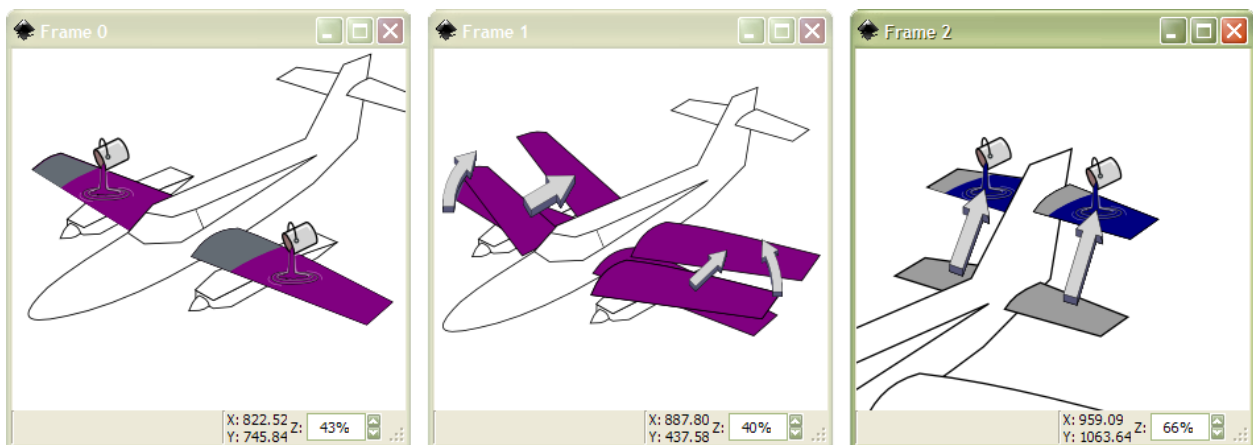 Frame 0
Frame 1
Frame 2
X: 822.52
Y: 745.84
Z: 43%
X: 887.80
Y: 437.58
Z: 40%
X: 959.09
Y: 1063.64
Z: 66%